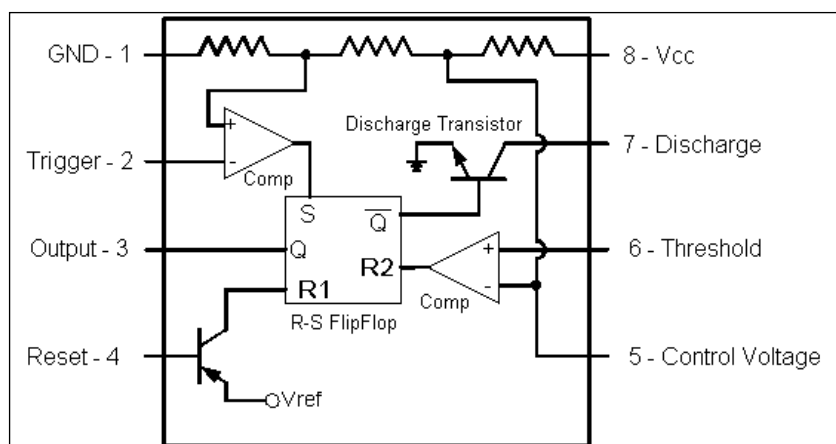 GND - 1
8 - Vcc
+
Discharge Transistor
7 - Discharge
Trigger - 2
-
Comp
S
Q
Output - 3
Q
+
6 - Threshold
R2
-
R1
Comp
R-S FlipFlop
Reset - 4
5 - Control Voltage
Vref